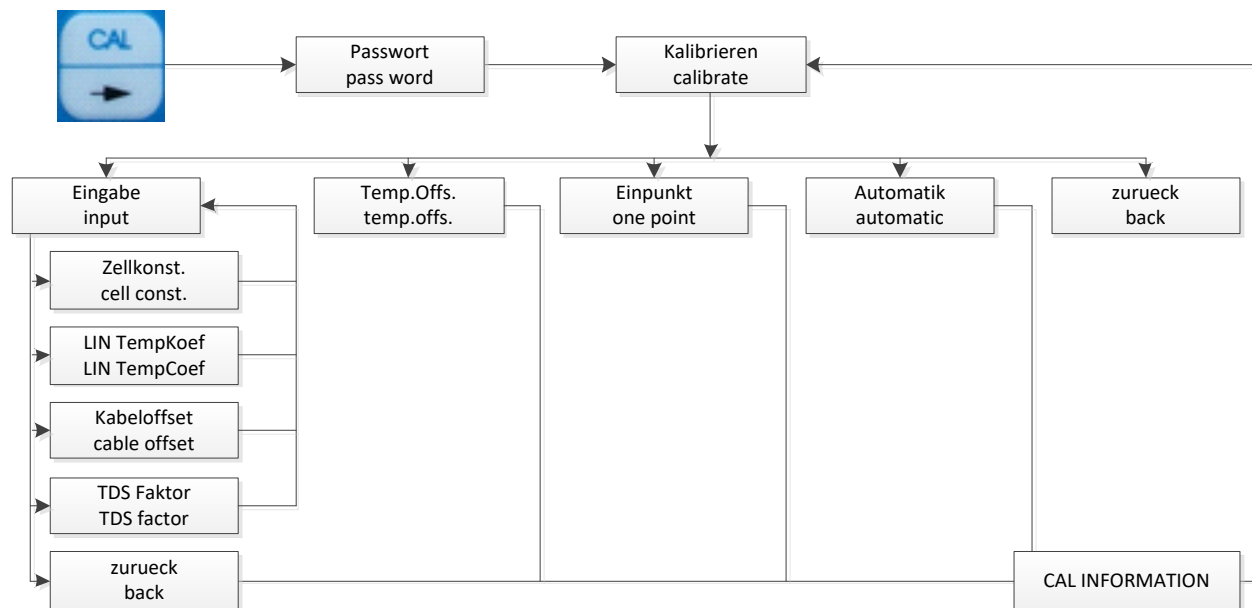 CAL
Passwort
pass word
Kalibrieren
calibrate
Eingabe
input
Temp.Offs.
temp.offs.
Einpunkt
one point
Automatik
automatic
zurueck
back
Zellkonst.
cell const.
LIN TempKoef
LIN TempCoef
Kabeloffset
cable offset
TDS Faktor
TDS factor
zurueck
back
CAL INFORMATION